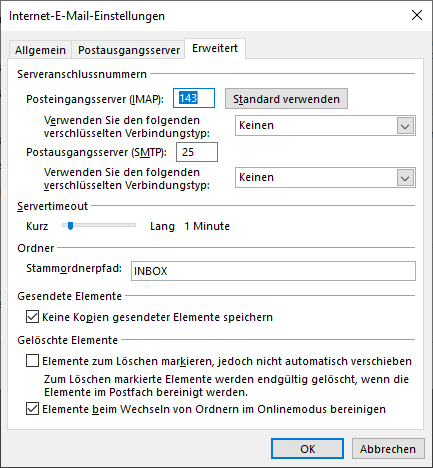 Internet-E-Mail-Einstellungen
Allgemein Postausgangsserver Erweitert
Serveranschlussnummern
Posteingangsserver (IMAP): 143 Standard verwenden
Verwenden Sie den folgenden
verschlüsselten Verbindungstyp: Keinen
Postausgangsserver (SMTP): 25
Verwenden Sie den folgenden
verschlüsselten Verbindungstyp: Keinen
Servertimeout
Kurz Lang 1 Minute
Ordner
Stammordnerpfad: INBOX
Gesendete Elemente
Keine Kopien gesendeter Elemente speichern
Gelöschte Elemente
Elemente zum Löschen markieren, jedoch nicht automatisch verschieben
Zum Löschen markierte Elemente werden endgültig gelöscht, wenn die
Elemente im Postfach bereinigt werden.
Elemente beim Wechseln von Ordnern im Onlinemodus bereinigen
OK Abbrechen